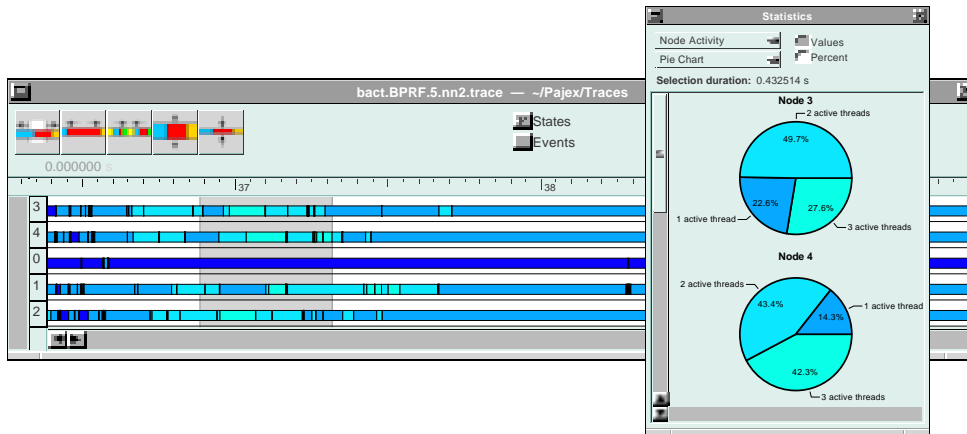 Statistics
Node Activity
Values
Pie Chart
Percent
Selection duration: 0.432514 s
bact.BPRF.5.nn2.trace — ~/Pajex/Traces
States
Events
0.000000 s
37
38
3
4
0
1
2
Node 3
2 active threads
49.7%
22.6%
27.6%
1 active thread
3 active threads
Node 4
2 active threads
43.4%
1 active thread
14.3%
42.3%
3 active threads